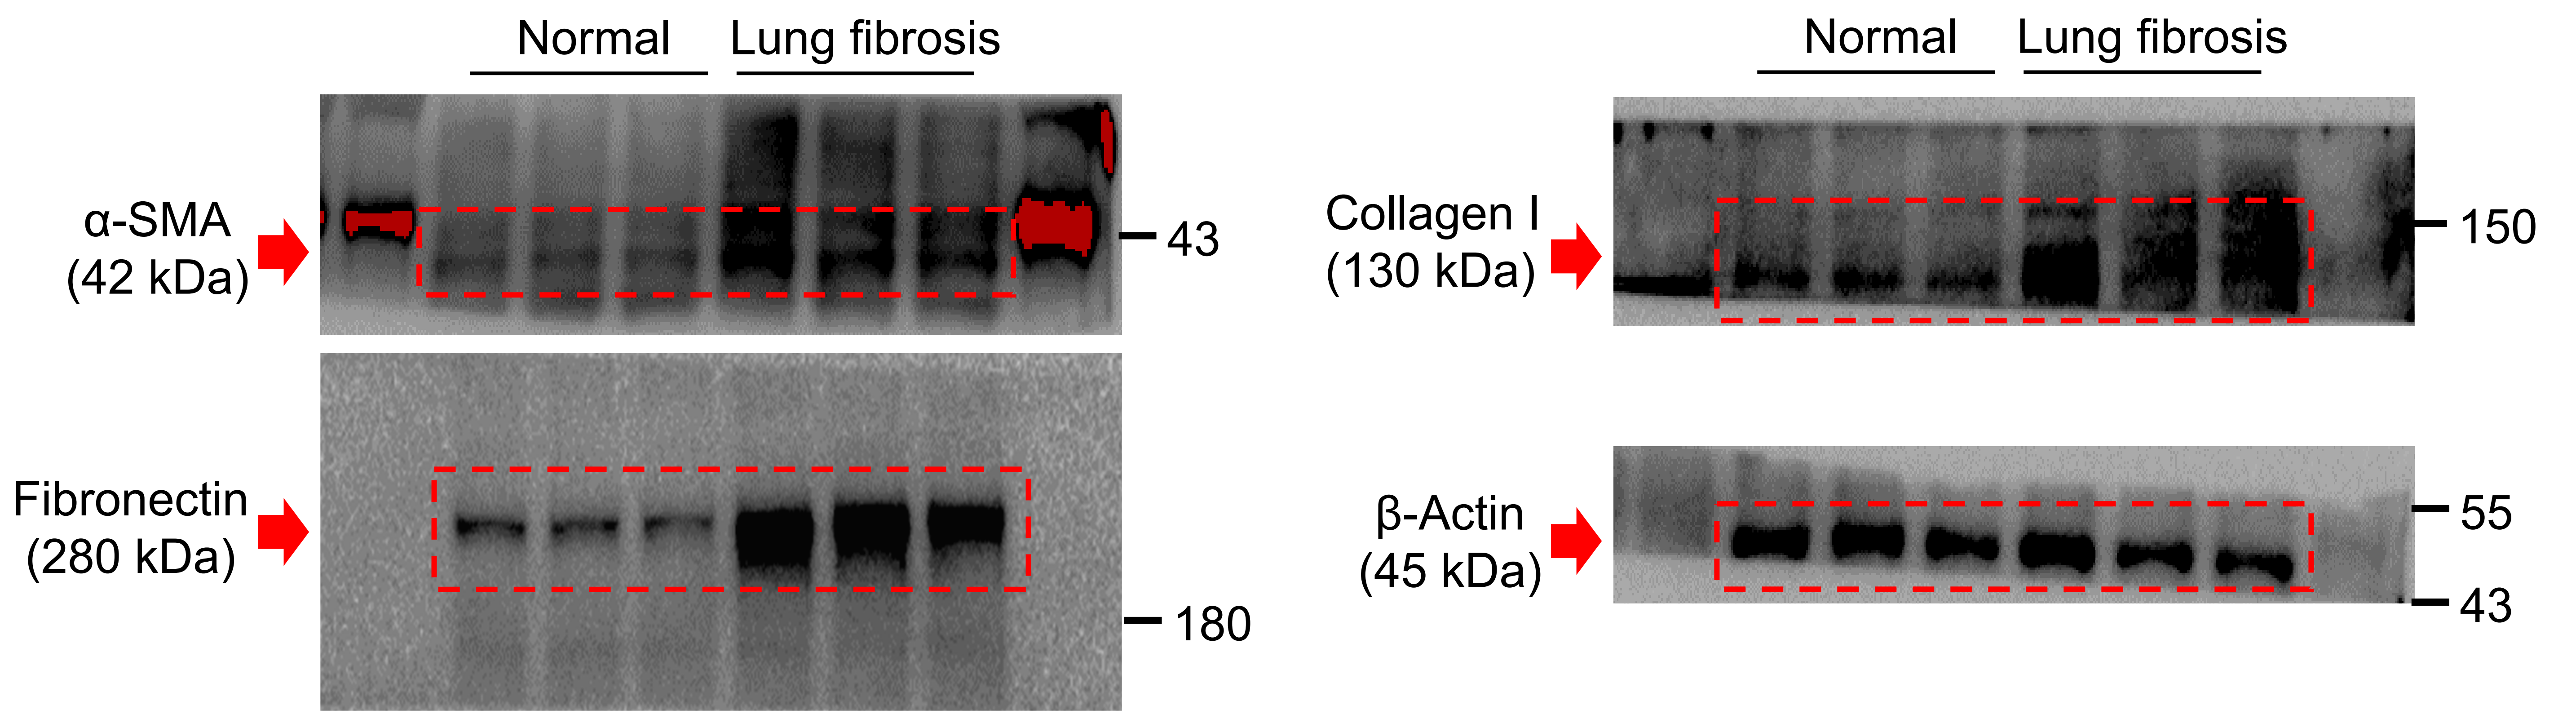 Normal Lung fibrosis
α-SMA
(42 kDa)
43
Fibronectin
(280 kDa)
180
Normal Lung fibrosis
Collagen I
(130 kDa)
150
β-Actin
(45 kDa)
55
43